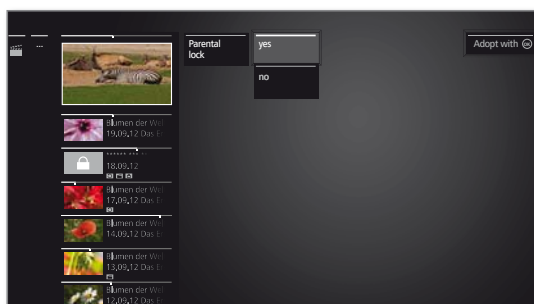 ...
Parental
lock
yes
no
Adopt with OK
Blumen der Wel
19.09.12 Das E
****** *** **
18.09.12
Blumen der Wel
17.09.12 Das E
Blumen der Wel
14.09.12 Das E
Blumen der Wel
13.09.12 Das E
Blumen der Wel
12.09.12 Das E